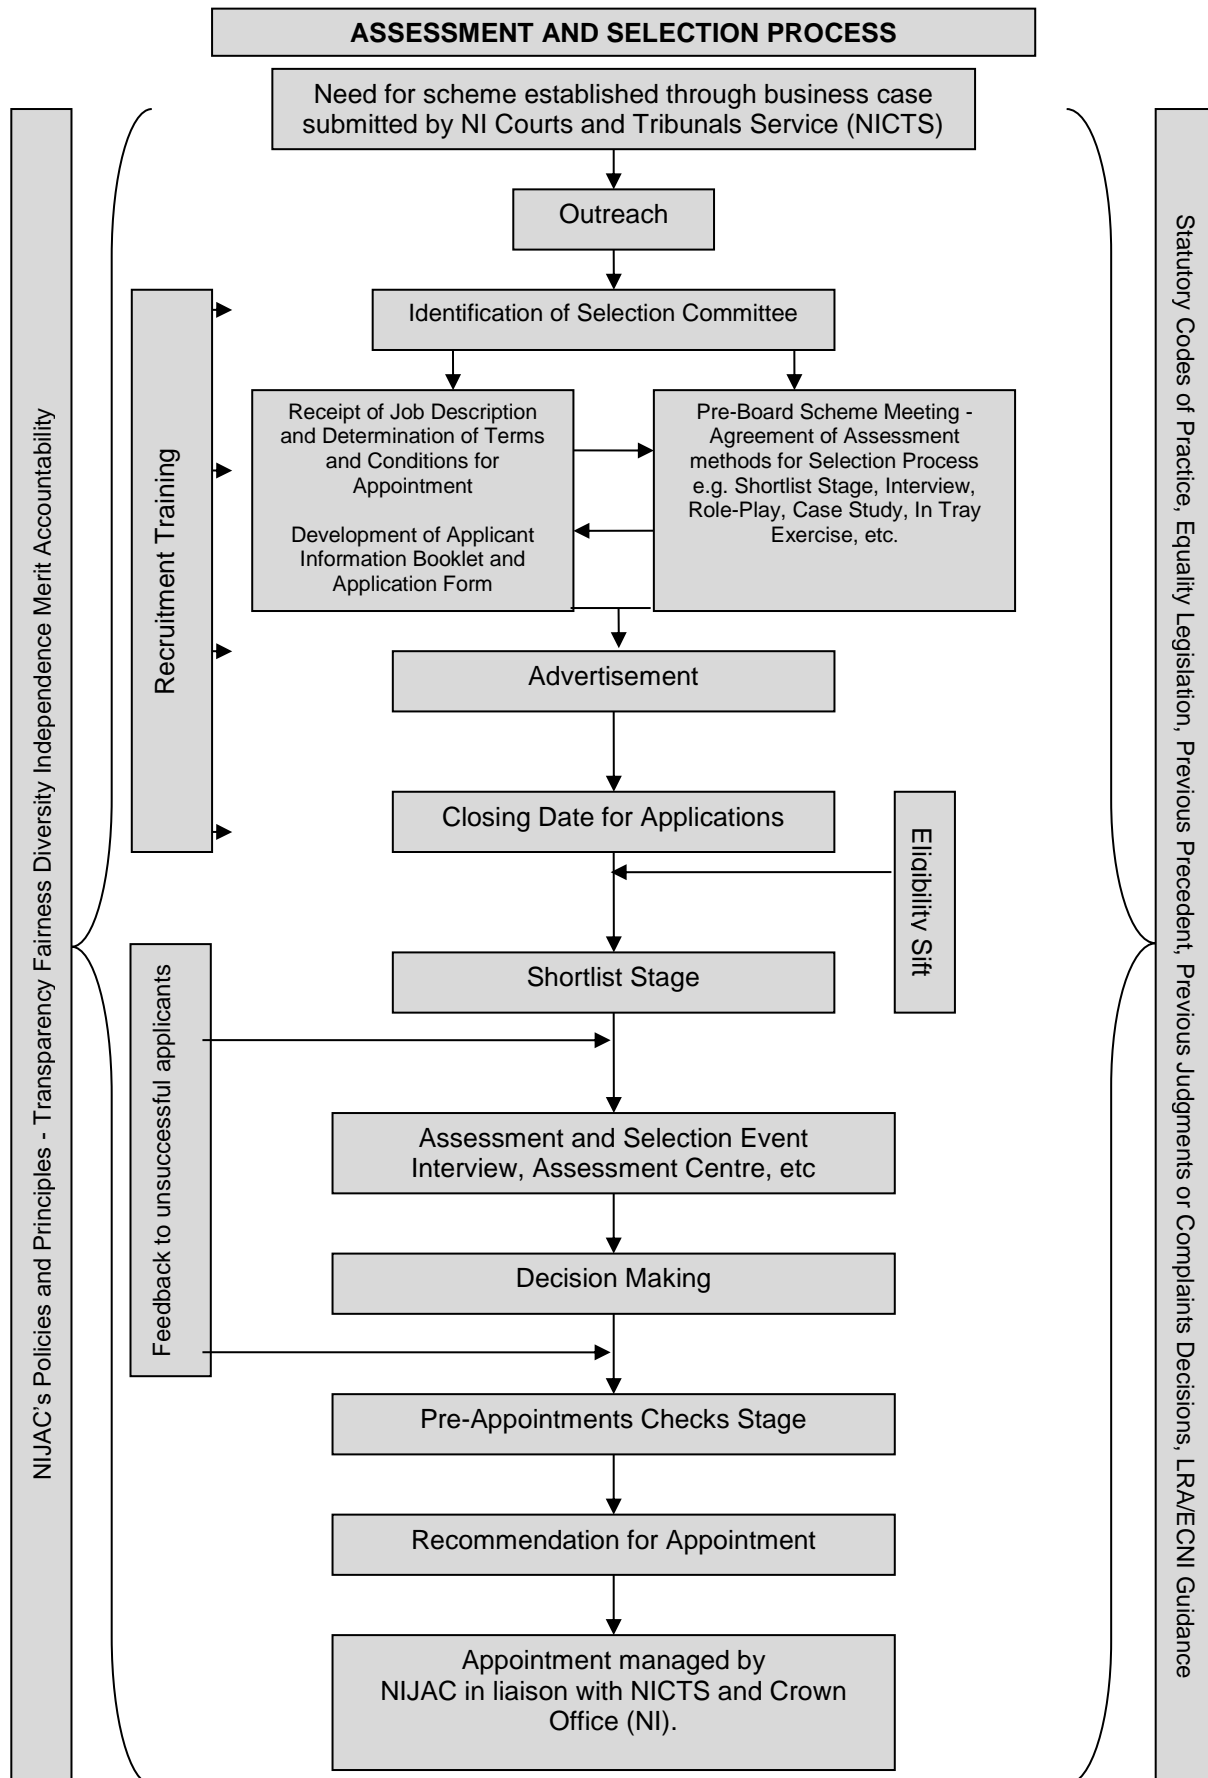 ASSESSMENT AND SELECTION PROCESS
Need for scheme established through business case
submitted by NI Courts and Tribunals Service (NICTS)
Outreach
Identification of Selection Committee
Receipt of Job Description
and Determination of Terms
and Conditions for
Appointment
Development of Applicant
Information Booklet and
Application Form
Pre-Board Scheme Meeting -
Agreement of Assessment
methods for Selection Process
e.g. Shortlist Stage, Interview,
Role-Play, Case Study, In Tray
Exercise, etc.
Recruitment Training
Advertisement
Closing Date for Applications
Eligibility Sift
Shortlist Stage
Feedback to unsuccessful applicants
Assessment and Selection Event
Interview, Assessment Centre, etc
Decision Making
Pre-Appointments Checks Stage
Recommendation for Appointment
Appointment managed by
NIJAC in liaison with NICTS and Crown
Office (NI).
NIJAC's Policies and Principles - Transparency Fairness Diversity Independence Merit Accountability
Statutory Codes of Practice, Equality Legislation, Previous Precedent, Previous Judgments or Complaints Decisions, LRA/ECNI Guidance